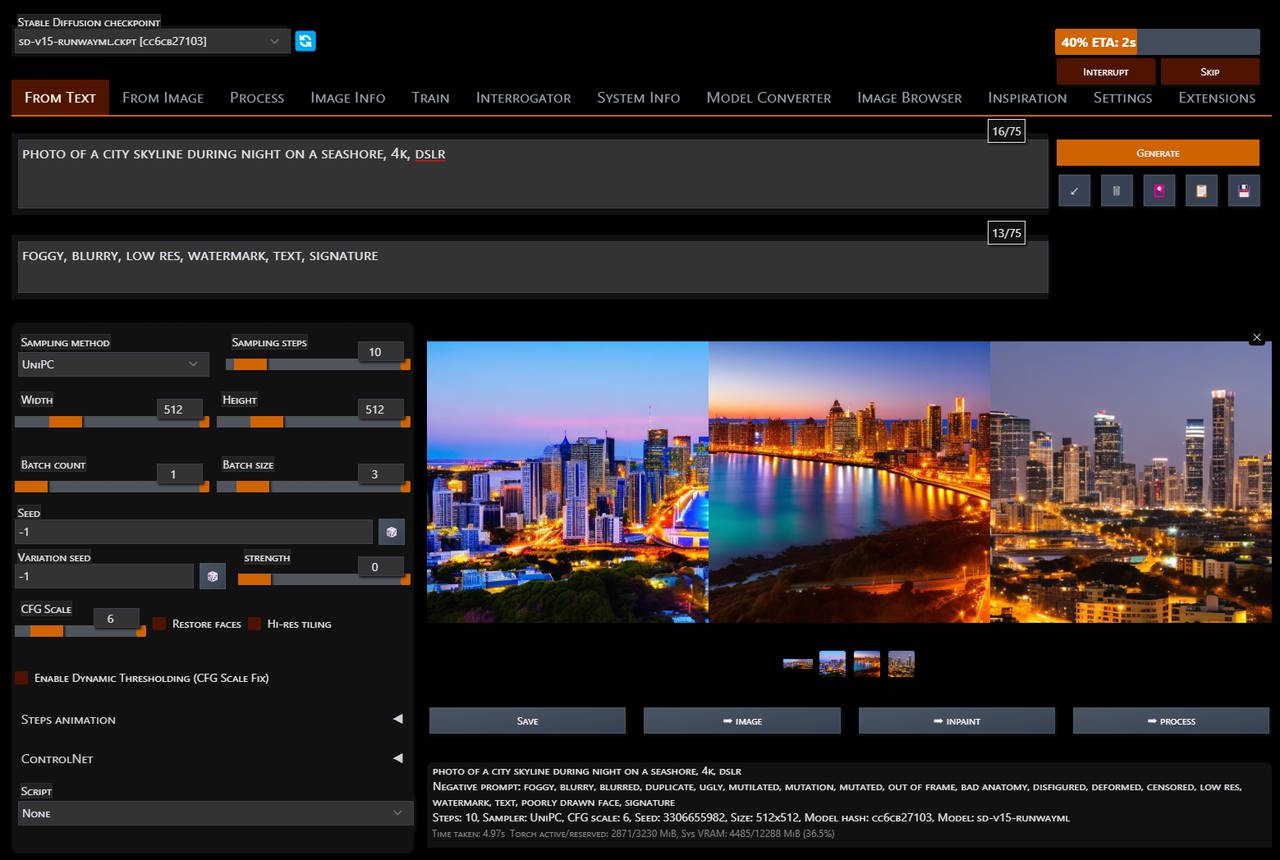 Stable Diffusion checkpoint
sd-v15-runwayml.ckpt [cc6cb27103]
40% ETA: 2s
Interrupt
Skip
From Text
From Image
Process
Image Info
Train
Interrogator
System Info
Model Converter
Image Browser
Inspiration
Settings
Extensions
16/75
photo of a city skyline during night on a seashore, 4k, dslr
Generate
13/75
foggy, blurry, low res, watermark, text, signature
Sampling method
UniPC
Sampling steps
10
Width
512
Height
512
Batch count
1
Batch size
3
Seed
-1
Variation seed
-1
strength
0
CFG Scale
6
Restore faces
Hi-res tiling
Enable Dynamic Thresholding (CFG Scale Fix)
Steps animation
ControlNet
Script
None
Save
➡ image
➡ inpaint
➡ process
photo of a city skyline during night on a seashore, 4k, dslr
Negative prompt: foggy, blurry, blurred, duplicate, ugly, mutilated, mutation, mutated, out of frame, bad anatomy, disfigured, deformed, censored, low res,
watermark, text, poorly drawn face, signature
Steps: 10, Sampler: UniPC, CFG scale: 6, Seed: 3306655982, Size: 512x512, Model hash: cc6cb27103, Model: sd-v15-runwayml
Time taken: 4.97s Torch active/reserved: 2871/3230 MiB, Sys VRAM: 4485/12288 MiB (36.5%)